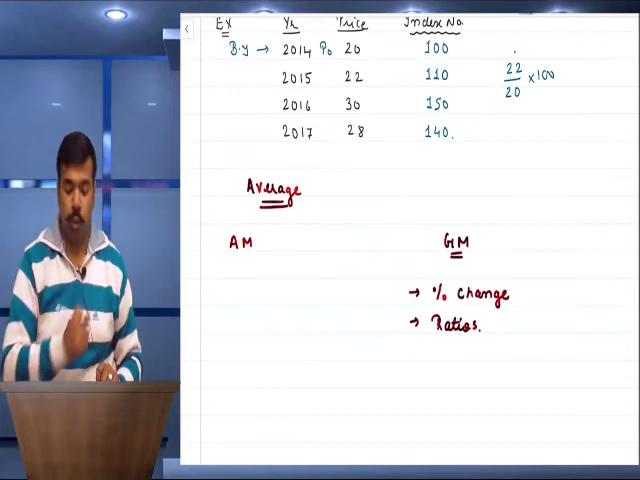 Ex Yr Price Index No.
B.y → 2014 P₀ 20 100
2015 22 110 22/20 × 100
2016 30 150
2017 28 140.
Average
AM GM
→ % change
→ Ratios.